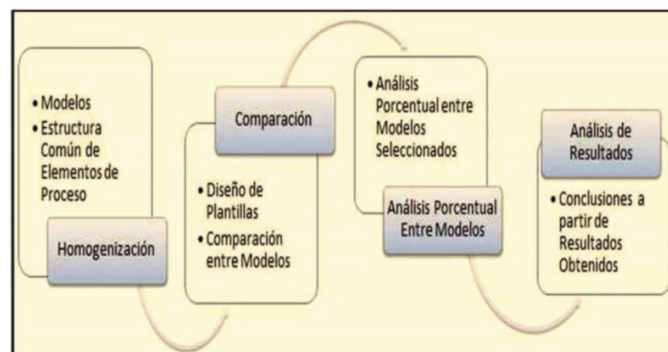 • Modelos
• Estructura
Común de
Elementos de
Proceso
Homogenización
Comparación
• Diseño de
Plantillas
• Comparación
entre Modelos
• Análisis
Porcentual entre
Modelos
Seleccionados
Análisis Porcentual
Entre Modelos
Análisis de
Resultados
• Conclusiones a
partir de
Resultados
Obtenidos